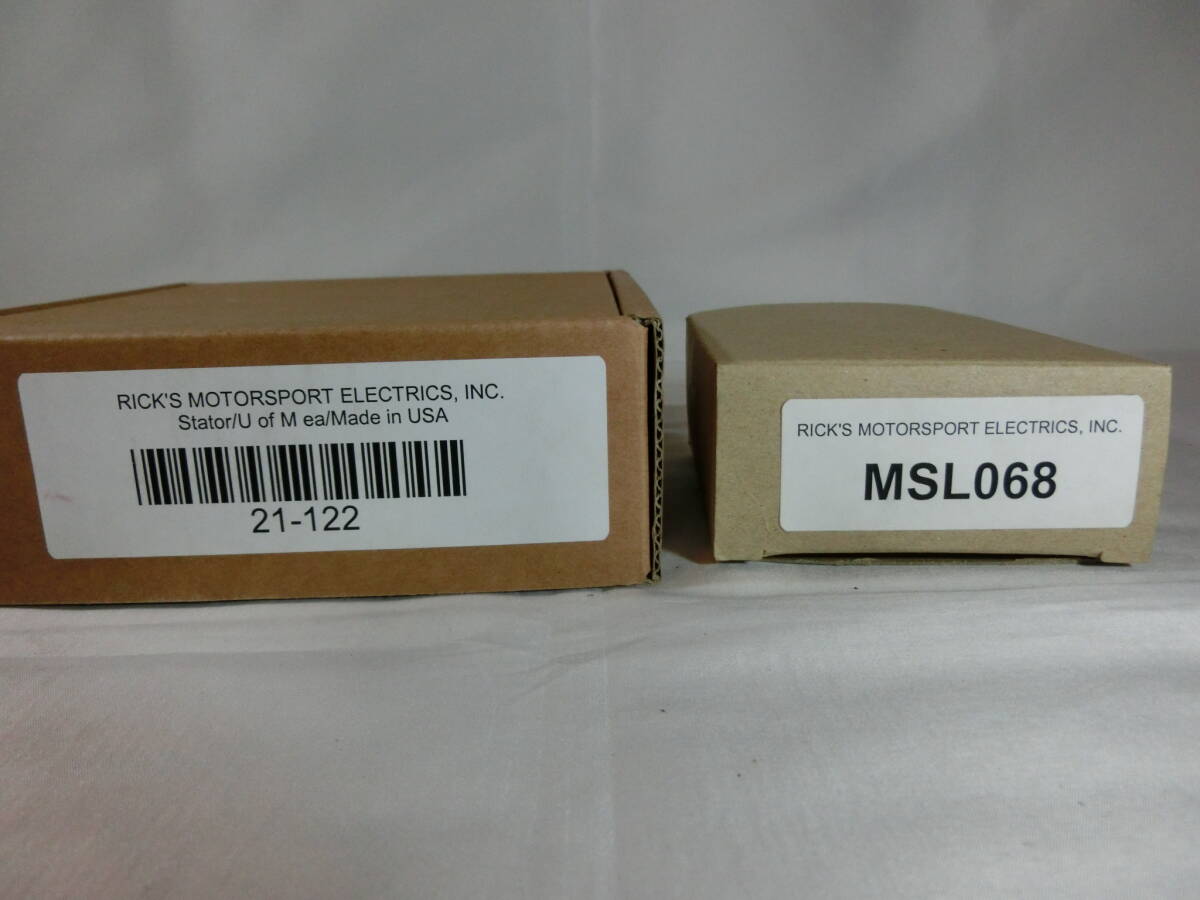 RICK'S MOTORSPORT ELECTRICS, INC.
Stator/U of M ea/Made in USA
21-122
RICK'S MOTORSPORT ELECTRICS, INC.
MSL068